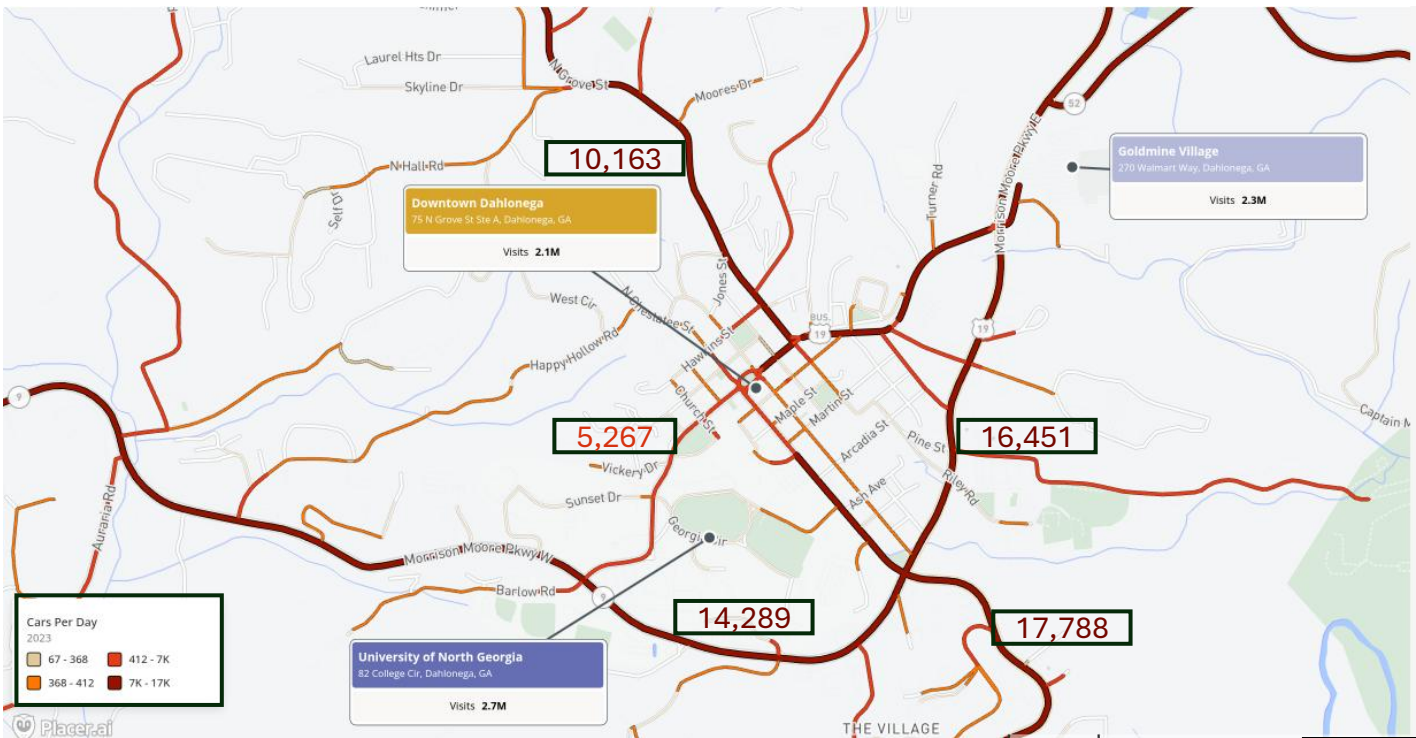 Laurel Hts Dr
Skyline Dr
N Grove St
Moores Dr
52
10,163
N Hall Rd
Self Dr
Turner Rd
Morrison Moore Pkwy E
Goldmine Village
270 Walmart Way, Dahlonega, GA
Visits 2.3M
Downtown Dahlonega
75 N Grove St Ste A, Dahlonega, GA
Visits 2.1M
Jones St
West Cir
N Chestatee St
BUS.
19
19
Morrison Moore Pkwy E
Hawkins St
Happy Hollow Rd
9
Church St
Maple St
Martin St
Captain M
5,267
Arcadia St
Pine St
16,451
Vickery Dr
Riley Rd
Sunset Dr
Ash Ave
Auraria Rd
Georgia Cir
Morrison Moore Pkwy W
Barlow Rd
9
14,289
17,788
Cars Per Day
2023
67 - 368
412 - 7K
368 - 412
7K - 17K
University of North Georgia
82 College Cir, Dahlonega, GA
Visits 2.7M
THE VILLAGE
Placer.ai